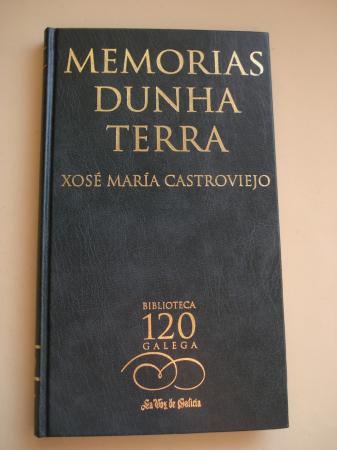 MEMORIAS
DUNHA
TERRA
XOSÉ MARÍA CASTROVIEJO
BIBLIOTECA
120
GALEGA
La Voz de Galicia